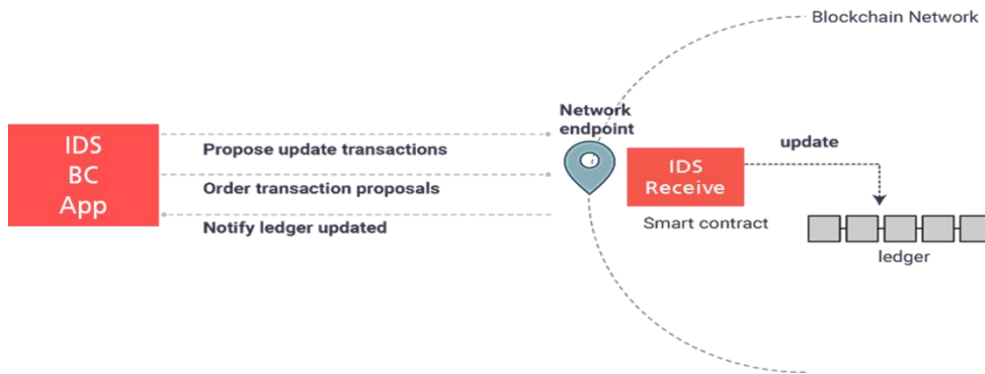 Blockchain Network
Network
endpoint
IDS
BC
App
Propose update transactions
Order transaction proposals
Notify ledger updated
IDS
Receive
Smart contract
update
ledger